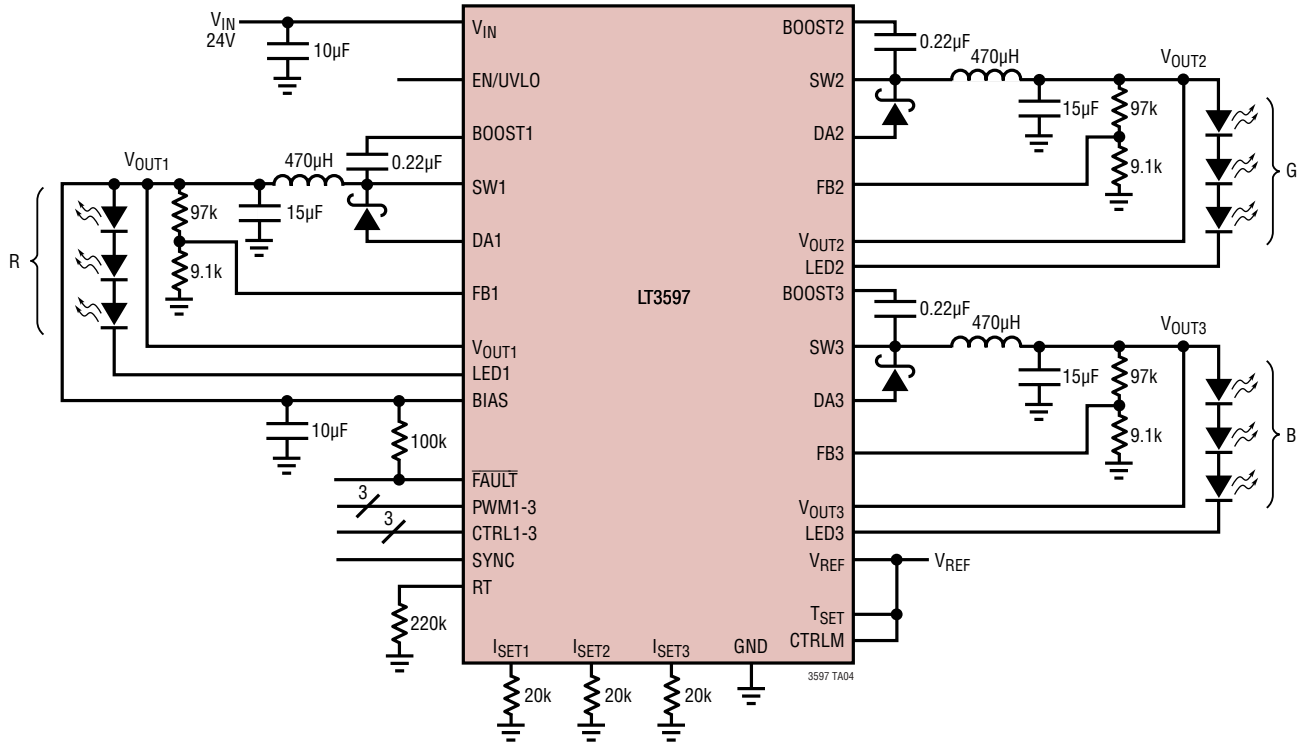 VIN
24V
10µF
VIN
EN/UVLO
BOOST1
VOUT1
470µH
0.22µF
SW1
R
97k
15µF
DA1
9.1k
FB1
VOUT1
LED1
BIAS
10µF
100k
FAULT
3
PWM1-3
3
CTRL1-3
SYNC
RT
220k
LT3597
ISET1
ISET2
ISET3
GND
20k
20k
20k
BOOST2
0.22µF
470µH
VOUT2
SW2
15µF
97k
DA2
9.1k
G
FB2
VOUT2
LED2
BOOST3
0.22µF
470µH
VOUT3
SW3
15µF
97k
DA3
9.1k
B
FB3
VOUT3
LED3
VREF
VREF
TSET
CTRLM
3597 TA04